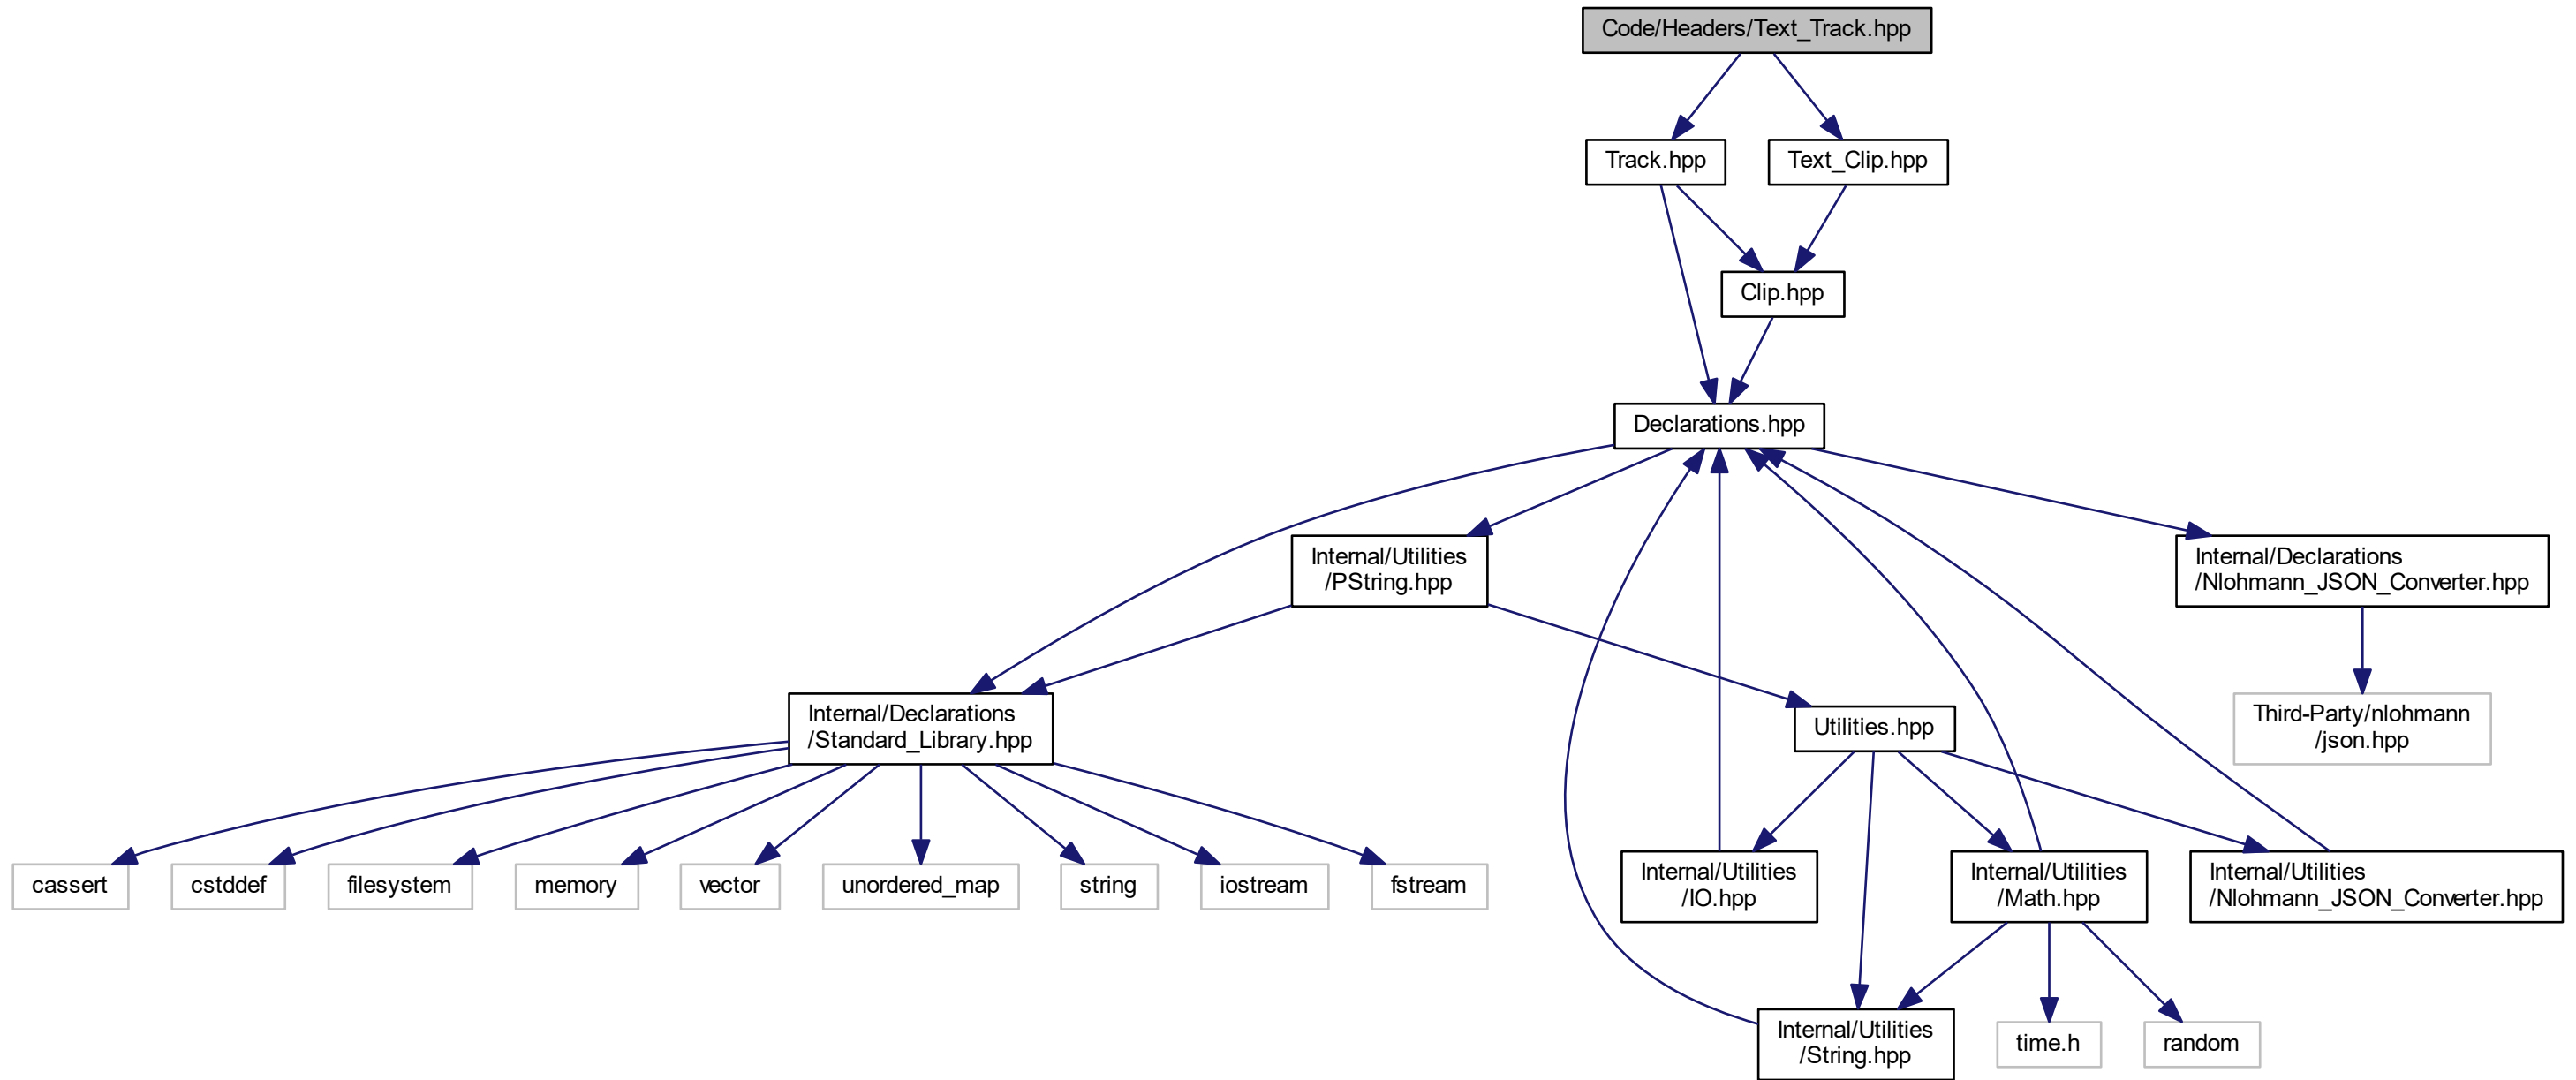 Code/Headers/Text_Track.hpp
Track.hpp
Text_Clip.hpp
Clip.hpp
Declarations.hpp
Internal/Utilities
/PString.hpp
Internal/Declarations
/Nlohmann_JSON_Converter.hpp
Internal/Declarations
/Standard_Library.hpp
Utilities.hpp
Third-Party/nlohmann
/json.hpp
cassert
cstddef
filesystem
memory
vector
unordered_map
string
iostream
fstream
Internal/Utilities
/IO.hpp
Internal/Utilities
/Math.hpp
Internal/Utilities
/Nlohmann_JSON_Converter.hpp
Internal/Utilities
/String.hpp
time.h
random